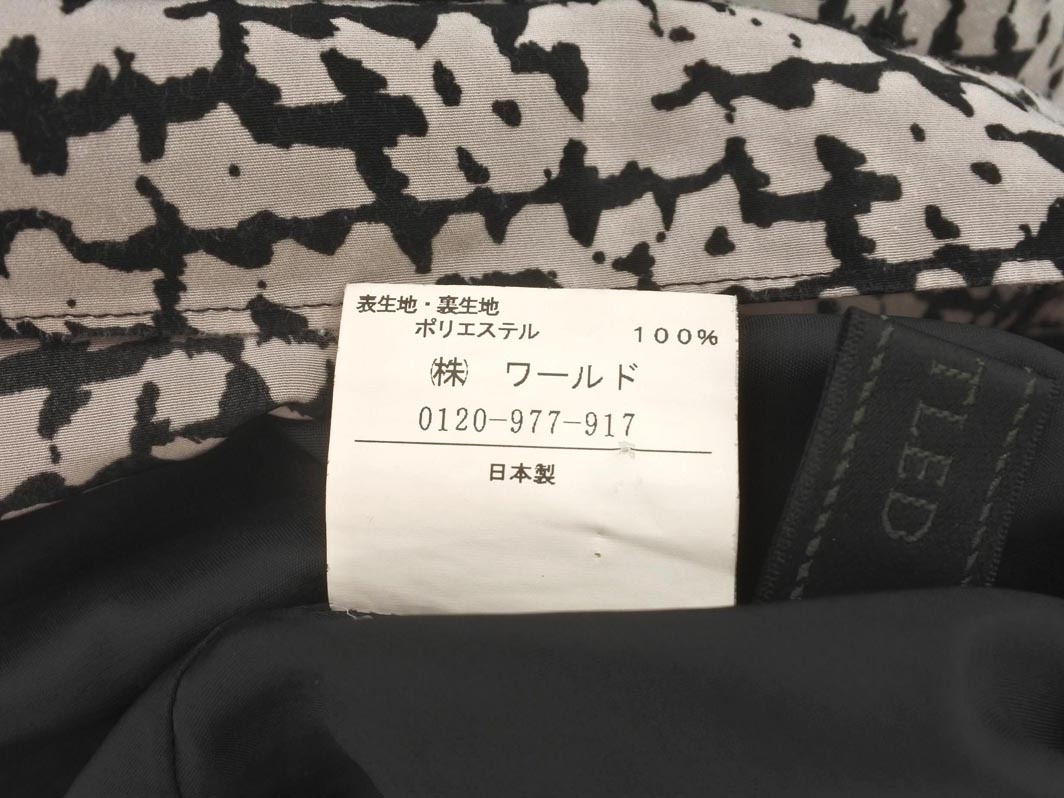 表生地・裏生地
ポリエステル 100%
㈱ ワールド
0120-977-917
日本製
TLED